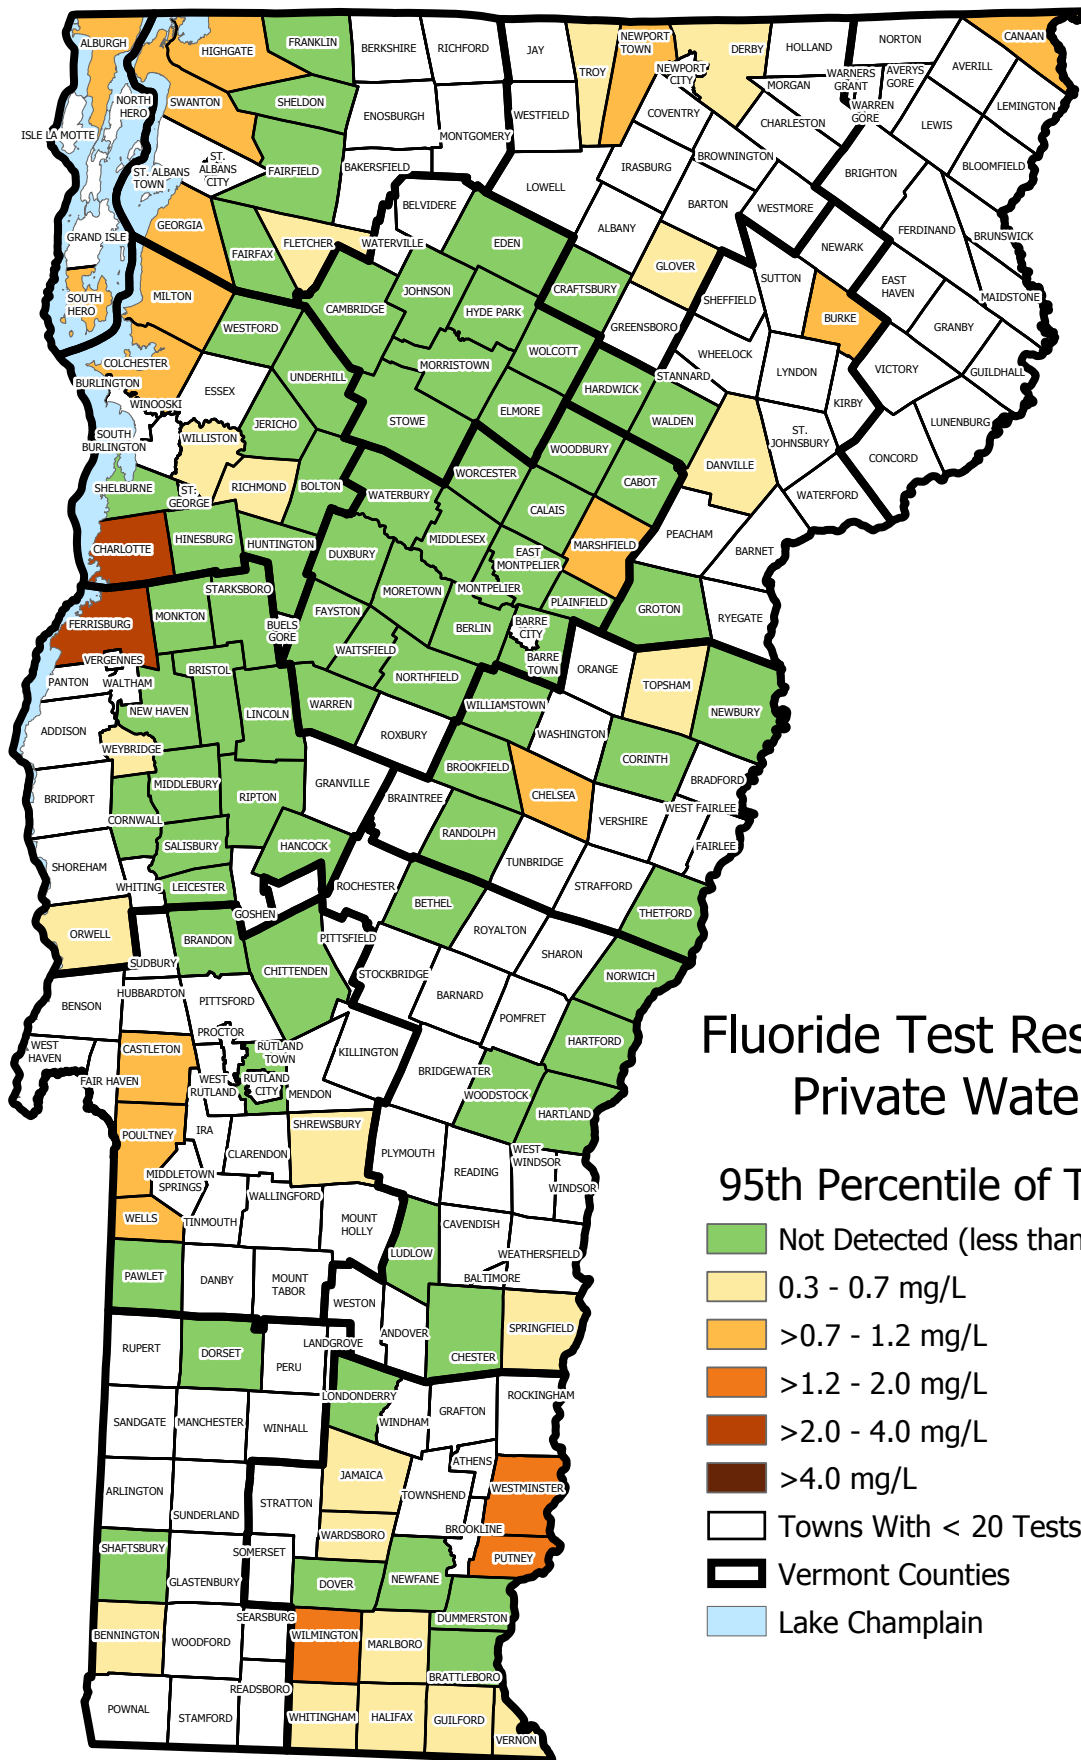 ALBURGH
HIGHGATE
FRANKLIN
BERKSHIRE
RICHFORD
JAY
TROY
NEWPORT
TOWN
NEWPORT
CITY
DERBY
HOLLAND
NORTON
CANAAN
MORGAN
WARNERS
GRANT
AVERYS
GORE
AVERILL
WARREN
GORE
LEMINGTON
LEWIS
BLOOMFIELD
ISLE LA MOTTE
NORTH
HERO
SWANTON
SHELDON
ENOSBURGH
MONTGOMERY
WESTFIELD
COVENTRY
CHARLESTON
BROWNINGTON
IRASBURG
BRIGHTON
ST. ALBANS
TOWN
ST.
ALBANS
CITY
FAIRFIELD
BAKERSFIELD
LOWELL
BARTON
WESTMORE
FERDINAND
BRUNSWICK
BELVIDERE
WATERVILLE
EDEN
ALBANY
NEWARK
GRAND ISLE
GEORGIA
FAIRFAX
FLETCHER
GLOVER
SUTTON
EAST
HAVEN
MAIDSTONE
SOUTH
HERO
MILTON
CAMBRIDGE
JOHNSON
HYDE PARK
CRAFTSBURY
SHEFFIELD
BURKE
GRANBY
WESTFORD
GREENSBORO
WOLCOTT
WHEELOCK
STANNARD
LYNDON
VICTORY
GUILDHALL
COLCHESTER
BURLINGTON
WINOOSKI
ESSEX
UNDERHILL
MORRISTOWN
HARDWICK
KIRBY
JERICHO
STOWE
ELMORE
WALDEN
ST.
JOHNSBURY
LUNENBURG
SOUTH
BURLINGTON
WILLISTON
WOODBURY
DANVILLE
CONCORD
SHELBURNE
ST.
GEORGE
RICHMOND
BOLTON
WATERBURY
WORCESTER
CABOT
WATERFORD
CALAIS
CHARLOTTE
HINESBURG
HUNTINGTON
DUXBURY
MIDDLESEX
EAST
MONTPELIER
MARSHFIELD
PEACHAM
BARNET
STARKSBORO
MORETOWN
MONTPELIER
PLAINFIELD
GROTON
RYEGATE
FERRISBURG
MONKTON
BUELS
GORE
FAYSTON
BERLIN
BARRE
CITY
BARRE
TOWN
VERGENNES
PANTON
WALTHAM
BRISTOL
WAITSFIELD
NORTHFIELD
ORANGE
TOPSHAM
NEWBURY
NEW HAVEN
LINCOLN
WARREN
WILLIAMSTOWN
WASHINGTON
ADDISON
WEYBRIDGE
ROXBURY
CORINTH
BRADFORD
BRIDPORT
MIDDLEBURY
RIPTON
GRANVILLE
BROOKFIELD
CHELSEA
BRAINTREE
WEST FAIRLEE
CORNWALL
VERSHIRE
FAIRLEE
SALISBURY
HANCOCK
RANDOLPH
TUNBRIDGE
SHOREHAM
WHITING
LEICESTER
ROCHESTER
STRAFFORD
GOSHEN
BETHEL
THETFORD
ORWELL
BRANDON
PITTSFIELD
ROYALTON
SUDBURY
CHITTENDEN
STOCKBRIDGE
SHARON
NORWICH
BENSON
HUBBARDTON
PITTSFORD
BARNARD
POMFRET
PROCTOR
WEST
HAVEN
CASTLETON
RUTLAND
TOWN
KILLINGTON
HARTFORD
FAIR HAVEN
WEST
RUTLAND
RUTLAND
CITY
MENDON
BRIDGEWATER
WOODSTOCK
HARTLAND
POULTNEY
IRA
SHREWSBURY
CLARENDON
PLYMOUTH
READING
WEST
WINDSOR
WINDSOR
MIDDLETOWN
SPRINGS
WALLINGFORD
WELLS
TINMOUTH
MOUNT
HOLLY
CAVENDISH
WEATHERSFIELD
LUDLOW
BALTIMORE
PAWLET
DANBY
MOUNT
TABOR
WESTON
ANDOVER
SPRINGFIELD
RUPERT
DORSET
PERU
LANDGROVE
CHESTER
LONDONDERRY
ROCKINGHAM
SANDGATE
MANCHESTER
WINHALL
WINDHAM
GRAFTON
ATHENS
JAMAICA
WESTMINSTER
ARLINGTON
SUNDERLAND
STRATTON
TOWNSHEND
WARDSBORO
BROOKLINE
SHAFTSBURY
SOMERSET
PUTNEY
GLASTENBURY
DOVER
NEWFANE
DUMMERSTON
BENNINGTON
WOODFORD
SEARSBURG
WILMINGTON
MARLBORO
BRATTLEBORO
READSBORO
POWNAL
STAMFORD
WHITINGHAM
HALIFAX
GUILFORD
VERNON
Fluoride Test Res
Private Wate
95th Percentile of T
Not Detected (less than
0.3 - 0.7 mg/L
>0.7 - 1.2 mg/L
>1.2 - 2.0 mg/L
>2.0 - 4.0 mg/L
>4.0 mg/L
Towns With < 20 Tests
Vermont Counties
Lake Champlain